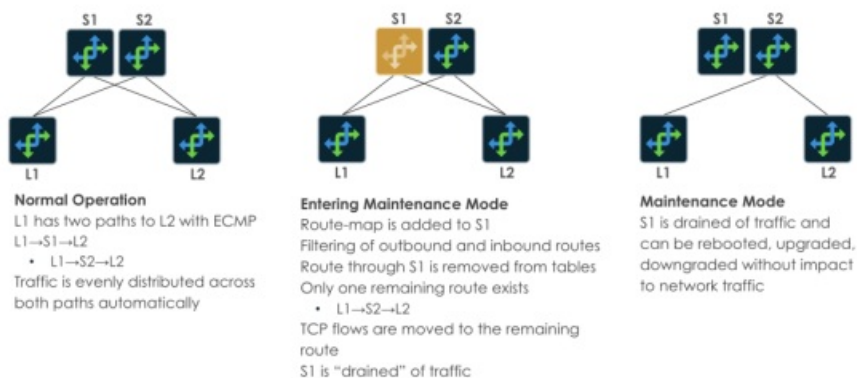 S1 S2
L1 L2
Normal Operation
L1 has two paths to L2 with ECMP
L1→S1→L2
• L1→S2→L2
Traffic is evenly distributed across
both paths automatically
S1 S2
L1 L2
Entering Maintenance Mode
Route-map is added to S1
Filtering of outbound and inbound routes
Route through S1 is removed from tables
Only one remaining route exists
• L1→S2→L2
TCP flows are moved to the remaining
route
S1 is “drained” of traffic
S1 S2
L1 L2
Maintenance Mode
S1 is drained of traffic and
can be rebooted, upgraded,
downgraded without impact
to network traffic